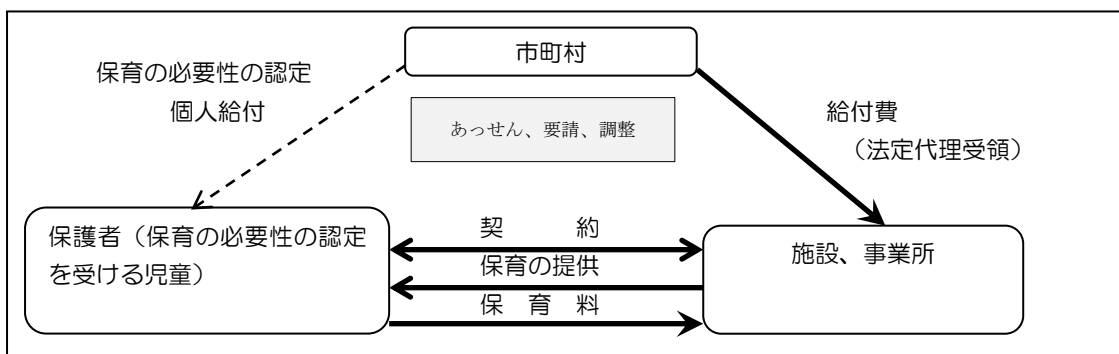 市町村
保育の必要性の認定
個人給付
あっせん、要請、調整
給付費
（法定代理受領）
保護者（保育の必要性の認定
を受ける児童）
契　　約
保育の提供
保　育　料
施設、事業所